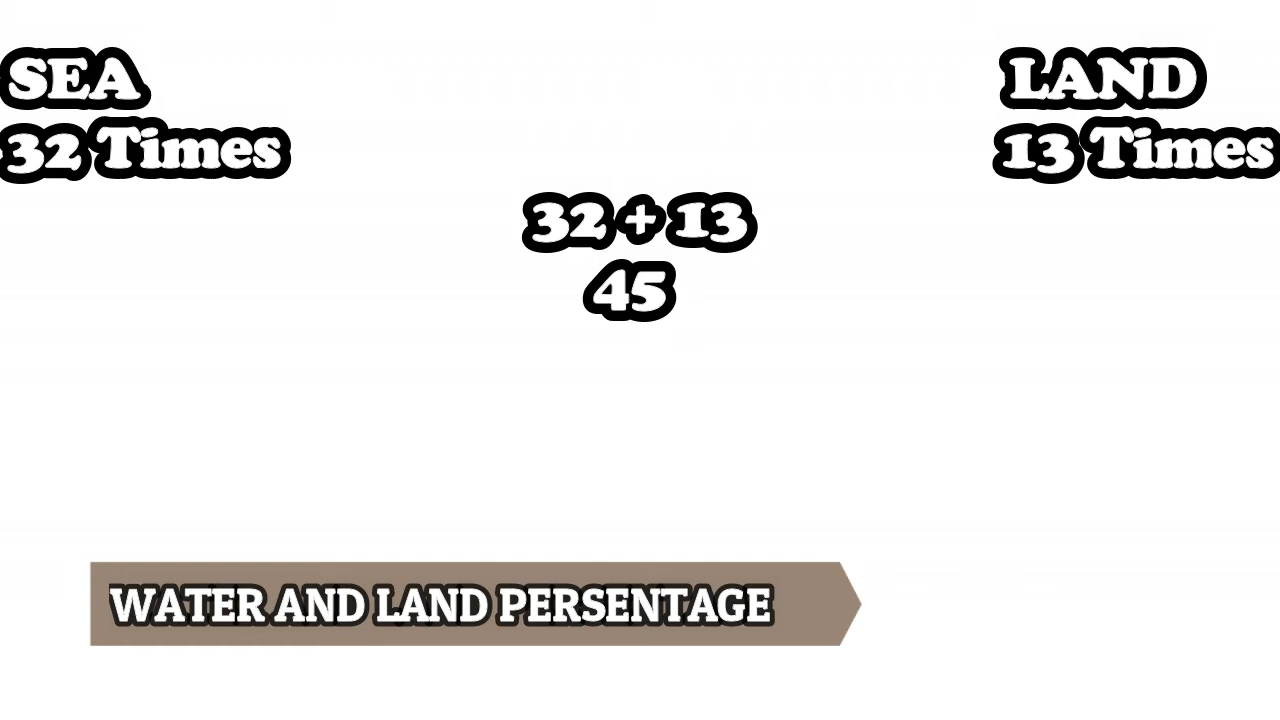 SEA
32 Times
LAND
13 Times
32 + 13
45
WATER AND LAND PERSENTAGE